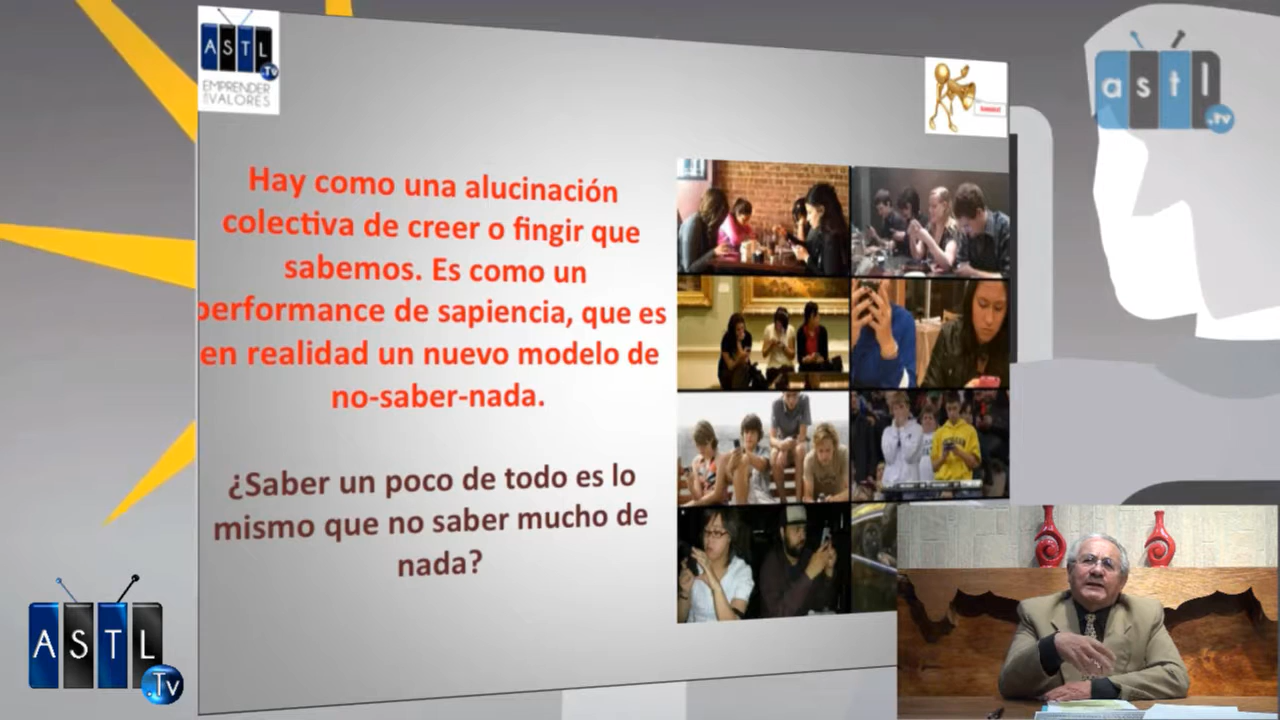 ASTL
.Tv
EMPRENDER
CON VALORES
astl
.tv
Hay como una alucinación
colectiva de creer o fingir que
sabemos. Es como un
performance de sapiencia, que es
en realidad un nuevo modelo de
no-saber-nada.
¿Saber un poco de todo es lo
mismo que no saber mucho de
nada?
ASTL
.Tv